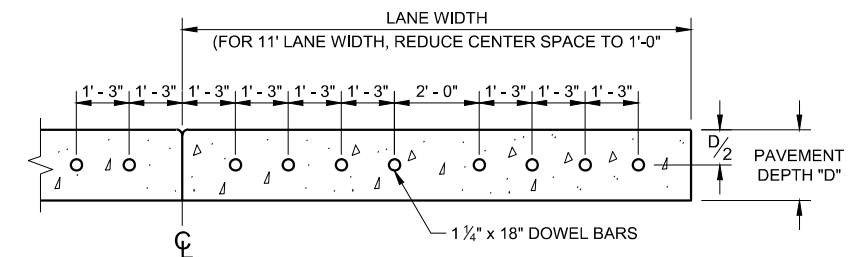 LANE WIDTH
(FOR 11' LANE WIDTH, REDUCE CENTER SPACE TO 1'-0"
1' - 3" 1' - 3" 1' - 3" 1' - 3" 1' - 3" 1' - 3" 2' - 0" 1' - 3" 1' - 3" 1' - 3"
D/2
PAVEMENT
DEPTH "D"
1 ¼" x 18" DOWEL BARS
℄